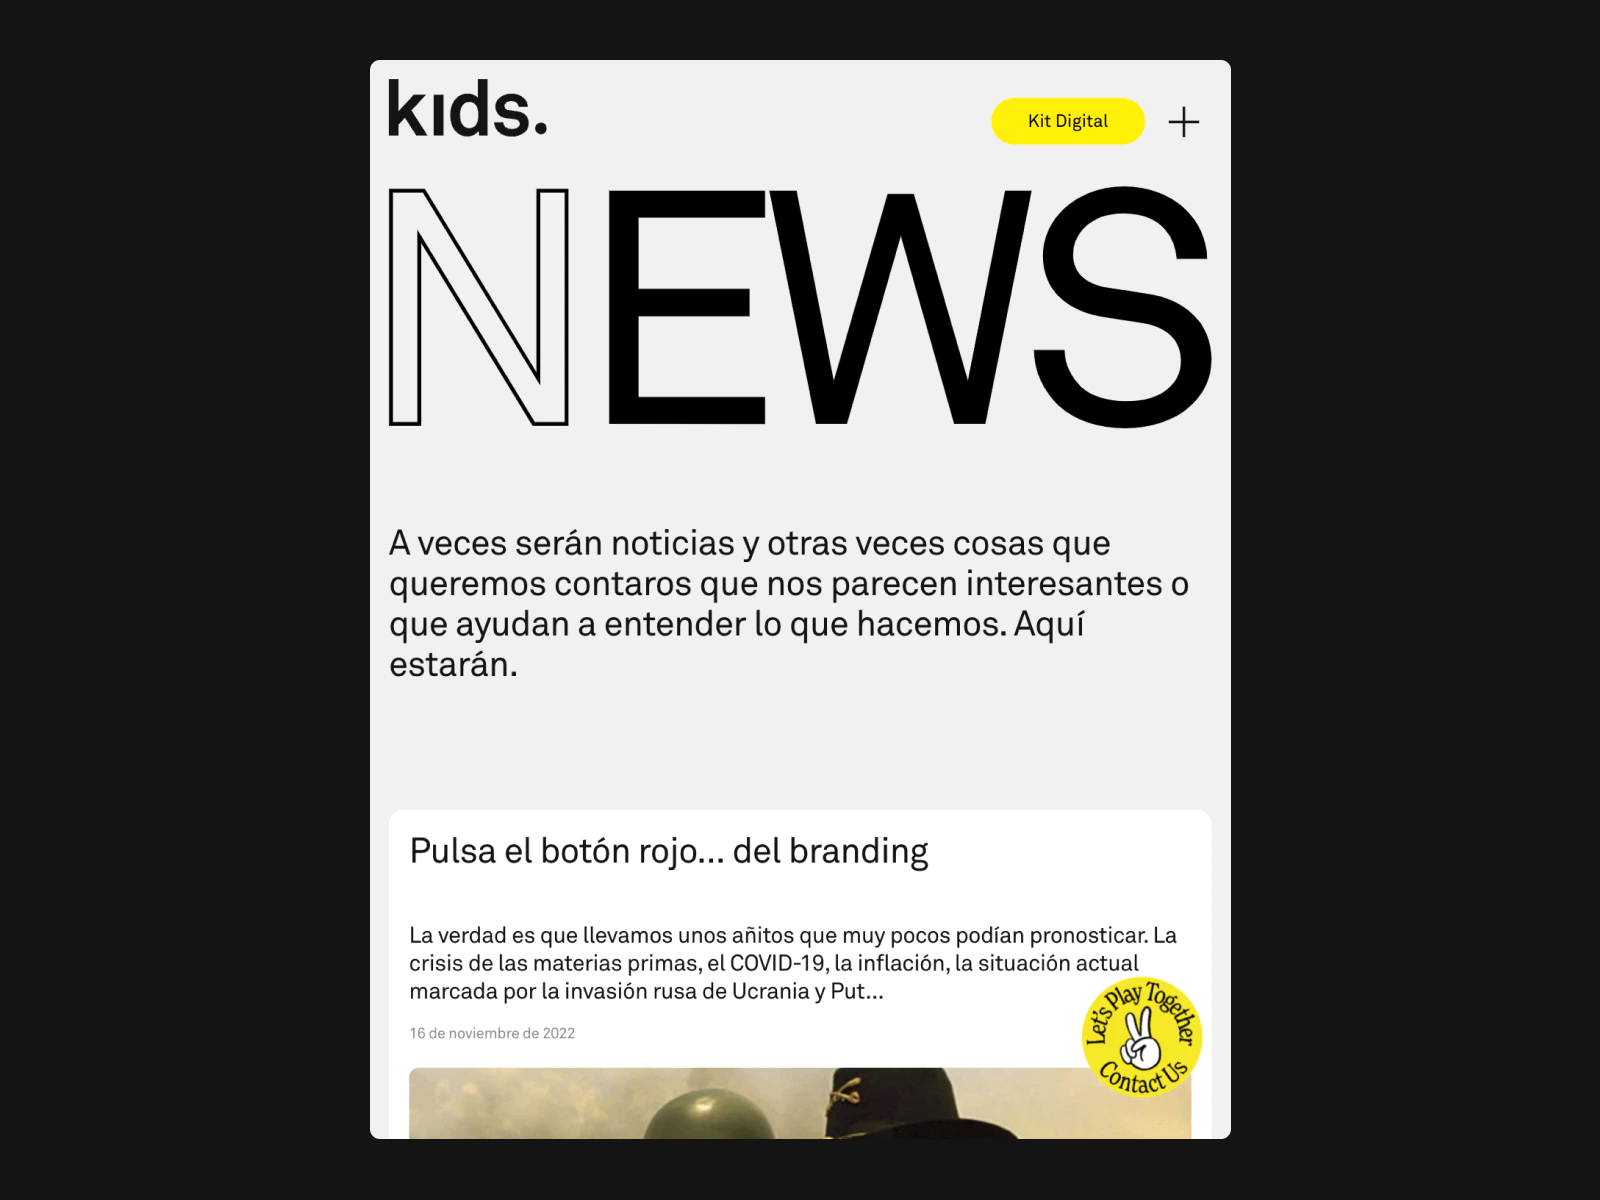 kıds.
Kit Digital
NEWS
A veces serán noticias y otras veces cosas que
queremos contaros que nos parecen interesantes o
que ayudan a entender lo que hacemos. Aquí
estarán.
Pulsa el botón rojo... del branding
La verdad es que llevamos unos añitos que muy pocos podían pronosticar. La
crisis de las materias primas, el COVID-19, la inflación, la situación actual
marcada por la invasión rusa de Ucrania y Put...
16 de noviembre de 2022
Let's Play Together
Contact Us